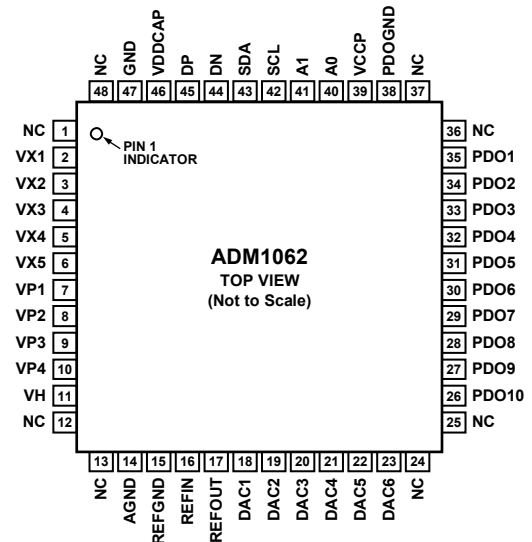 NC
GND
VDDCAP
DP
DN
SDA
SCL
A1
A0
VCCP
PDOGND
NC
48 47 46 45 44 43 42 41 40 39 38 37
NC 1
VX1 2
VX2 3
VX3 4
VX4 5
VX5 6
VP1 7
VP2 8
VP3 9
VP4 10
VH 11
NC 12
PIN 1
INDICATOR
ADM1062
TOP VIEW
(Not to Scale)
36 NC
35 PDO1
34 PDO2
33 PDO3
32 PDO4
31 PDO5
30 PDO6
29 PDO7
28 PDO8
27 PDO9
26 PDO10
25 NC
13 14 15 16 17 18 19 20 21 22 23 24
NC
AGND
REFGND
REFIN
REFOUT
DAC1
DAC2
DAC3
DAC4
DAC5
DAC6
NC